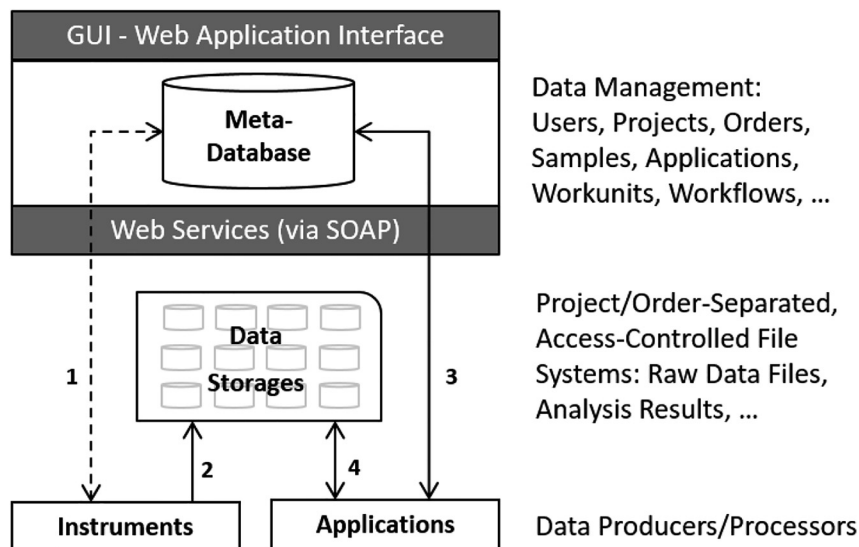 GUI - Web Application Interface
Meta-
Database
Data Management:
Users, Projects, Orders,
Samples, Applications,
Workunits, Workflows, ...
Web Services (via SOAP)
Data
Storages
Project/Order-Separated,
Access-Controlled File
Systems: Raw Data Files,
Analysis Results, ...
1
3
2
4
Instruments
Applications
Data Producers/Processors